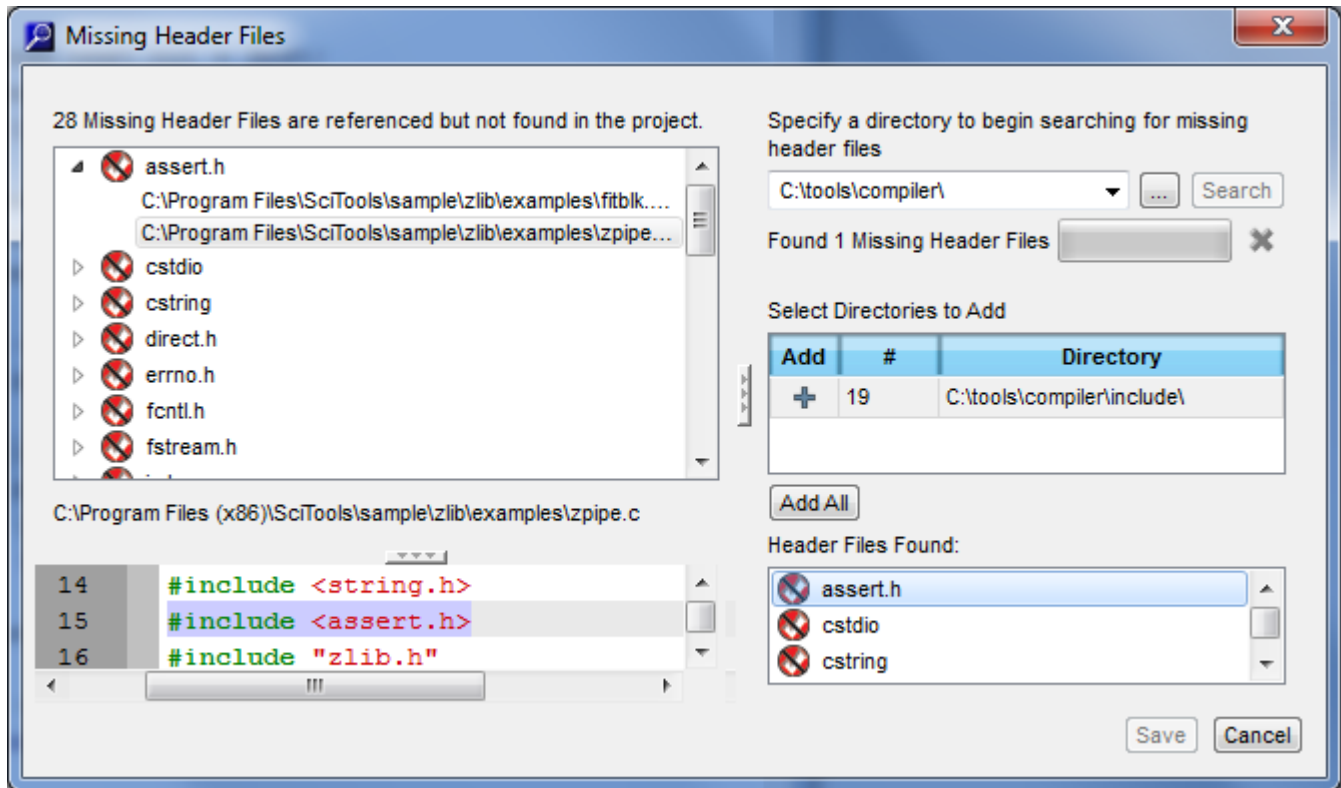 Missing Header Files
28 Missing Header Files are referenced but not found in the project.
assert.h
C:\Program Files\SciTools\sample\zlib\examples\fitblk....
C:\Program Files\SciTools\sample\zlib\examples\zpipe...
cstdio
cstring
direct.h
errno.h
fcntl.h
fstream.h
C:\Program Files (x86)\SciTools\sample\zlib\examples\zpipe.c
14 #include <string.h>
15 #include <assert.h>
16 #include "zlib.h"
Specify a directory to begin searching for missing
header files
C:\tools\compiler\ ... Search
Found 1 Missing Header Files
Select Directories to Add
Add # Directory
19 C:\tools\compiler\include\
Add All
Header Files Found:
assert.h
cstdio
cstring
Save Cancel